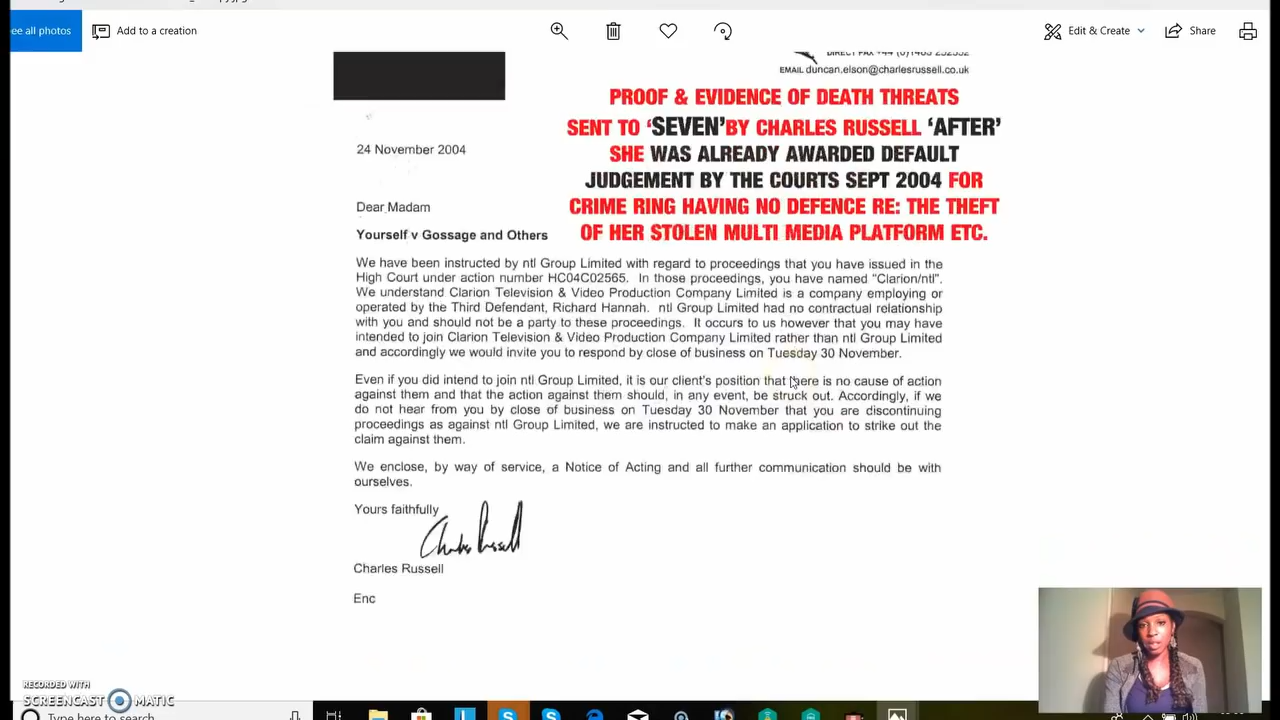 ee all photos
Add to a creation
Edit & Create
Share
EMAIL duncan.elson@charlesrussell.co.uk
PROOF & EVIDENCE OF DEATH THREATS
SENT TO ‘SEVEN’BY CHARLES RUSSELL ‘AFTER’
SHE WAS ALREADY AWARDED DEFAULT
JUDGEMENT BY THE COURTS SEPT 2004 FOR
CRIME RING HAVING NO DEFENCE RE: THE THEFT
OF HER STOLEN MULTI MEDIA PLATFORM ETC.
24 November 2004
Dear Madam
Yourself v Gossage and Others
We have been instructed by ntl Group Limited with regard to proceedings that you have issued in the
High Court under action number HC04C02565. In those proceedings, you have named "Clarion/ntl".
We understand Clarion Television & Video Production Company Limited is a company employing or
operated by the Third Defendant, Richard Hannah. ntl Group Limited had no contractual relationship
with you and should not be a party to these proceedings. It occurs to us however that you may have
intended to join Clarion Television & Video Production Company Limited rather than ntl Group Limited
and accordingly we would invite you to respond by close of business on Tuesday 30 November.
Even if you did intend to join ntl Group Limited, it is our client's position that there is no cause of action
against them and that the action against them should, in any event, be struck out. Accordingly, if we
do not hear from you by close of business on Tuesday 30 November that you are discontinuing
proceedings as against ntl Group Limited, we are instructed to make an application to strike out the
claim against them.
We enclose, by way of service, a Notice of Acting and all further communication should be with
ourselves.
Yours faithfully
Charles Russell
Charles Russell
Enc
RECORDED WITH
SCREENCAST MATIC
Type here to search